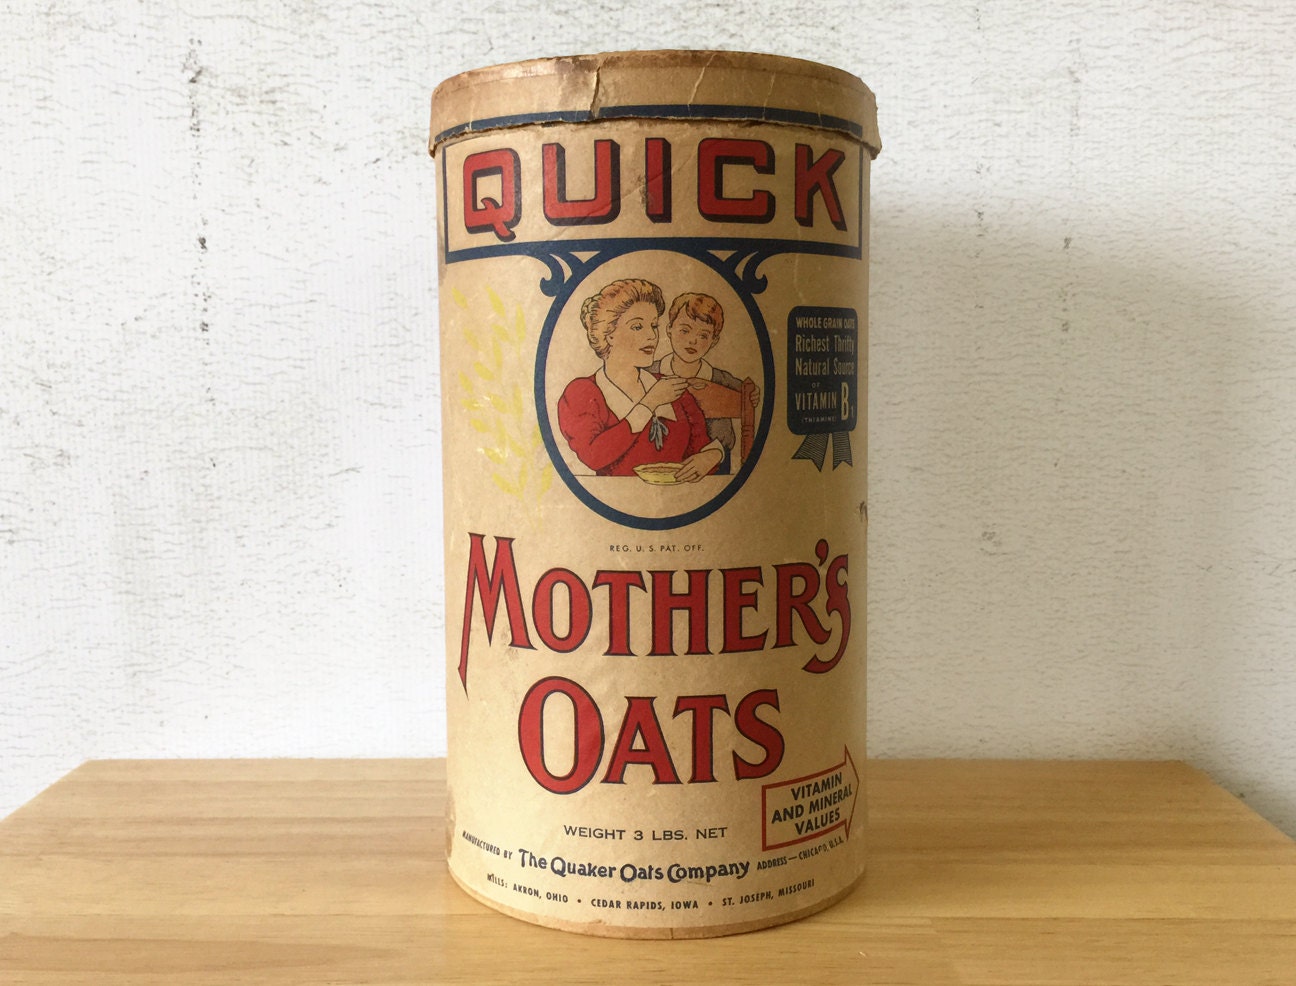 QUICK
WHOLE GRAIN OATS
Richest Thrifty
Natural Source
OF
VITAMIN B1
(THIAMINE)
REG. U. S. PAT. OFF.
MOTHER'S
OATS
VITAMIN
AND MINERAL
VALUES
WEIGHT 3 LBS. NET
MANUFACTURED BY The Quaker Oats Company ADDRESS—CHICAGO, U.S.A.
MILLS: AKRON, OHIO • CEDAR RAPIDS, IOWA • ST. JOSEPH, MISSOURI